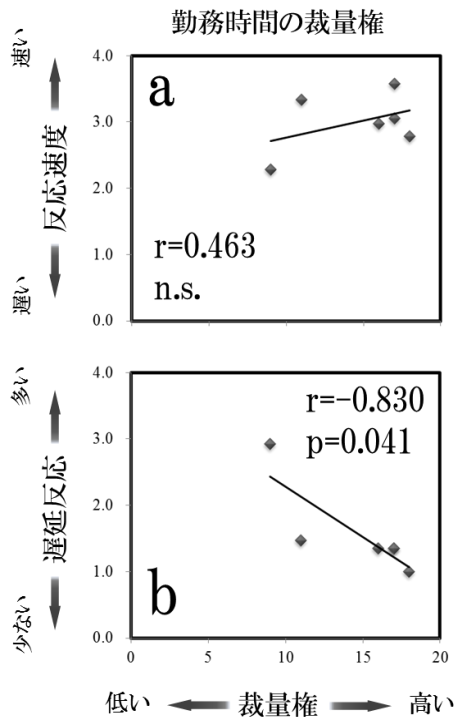 勤務時間の裁量権
速い
反応速度
遅い
4.0
3.0
2.0
1.0
0.0
a
r=0.463
n.s.
多い
遅延反応
少ない
4.0
3.0
2.0
1.0
0.0
r=-0.830
p=0.041
b
0 5 10 15 20
低い 裁量権 高い